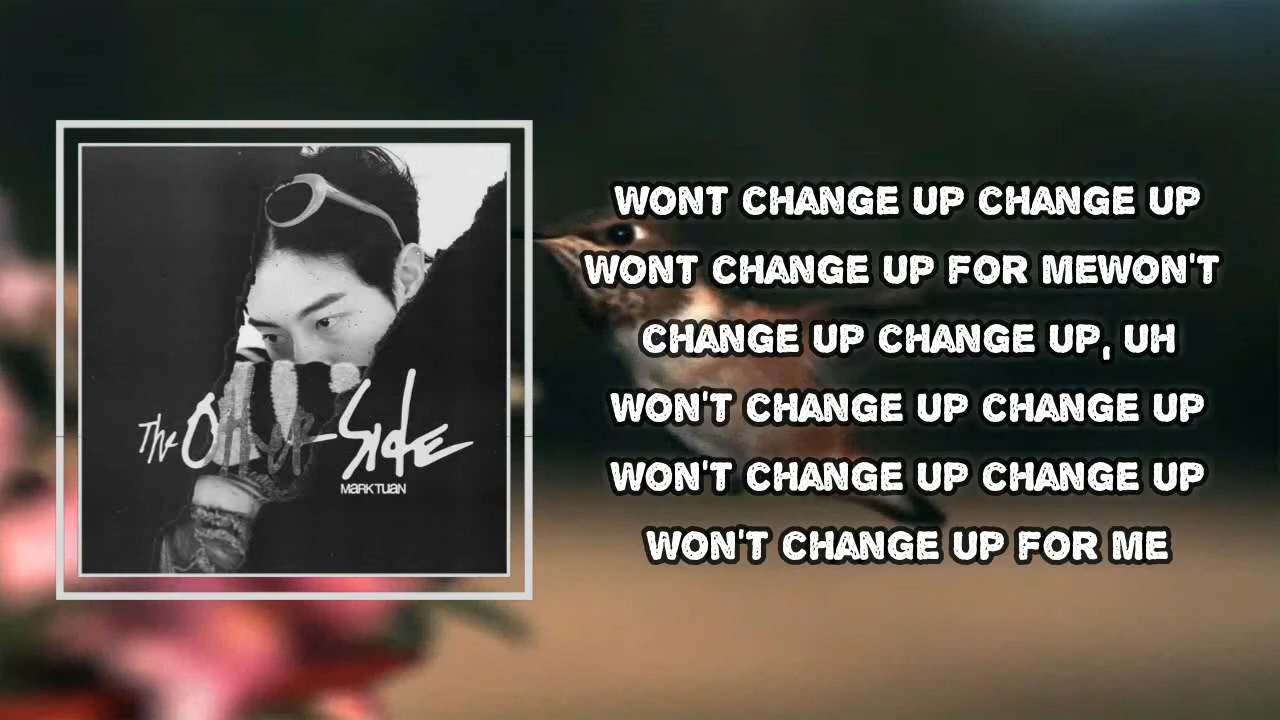 The Other Side
MARK TUAN
WONT CHANGE UP CHANGE UP
WONT CHANGE UP FOR MEWON'T
CHANGE UP CHANGE UP, UH
WON'T CHANGE UP CHANGE UP
WON'T CHANGE UP CHANGE UP
WON'T CHANGE UP FOR ME